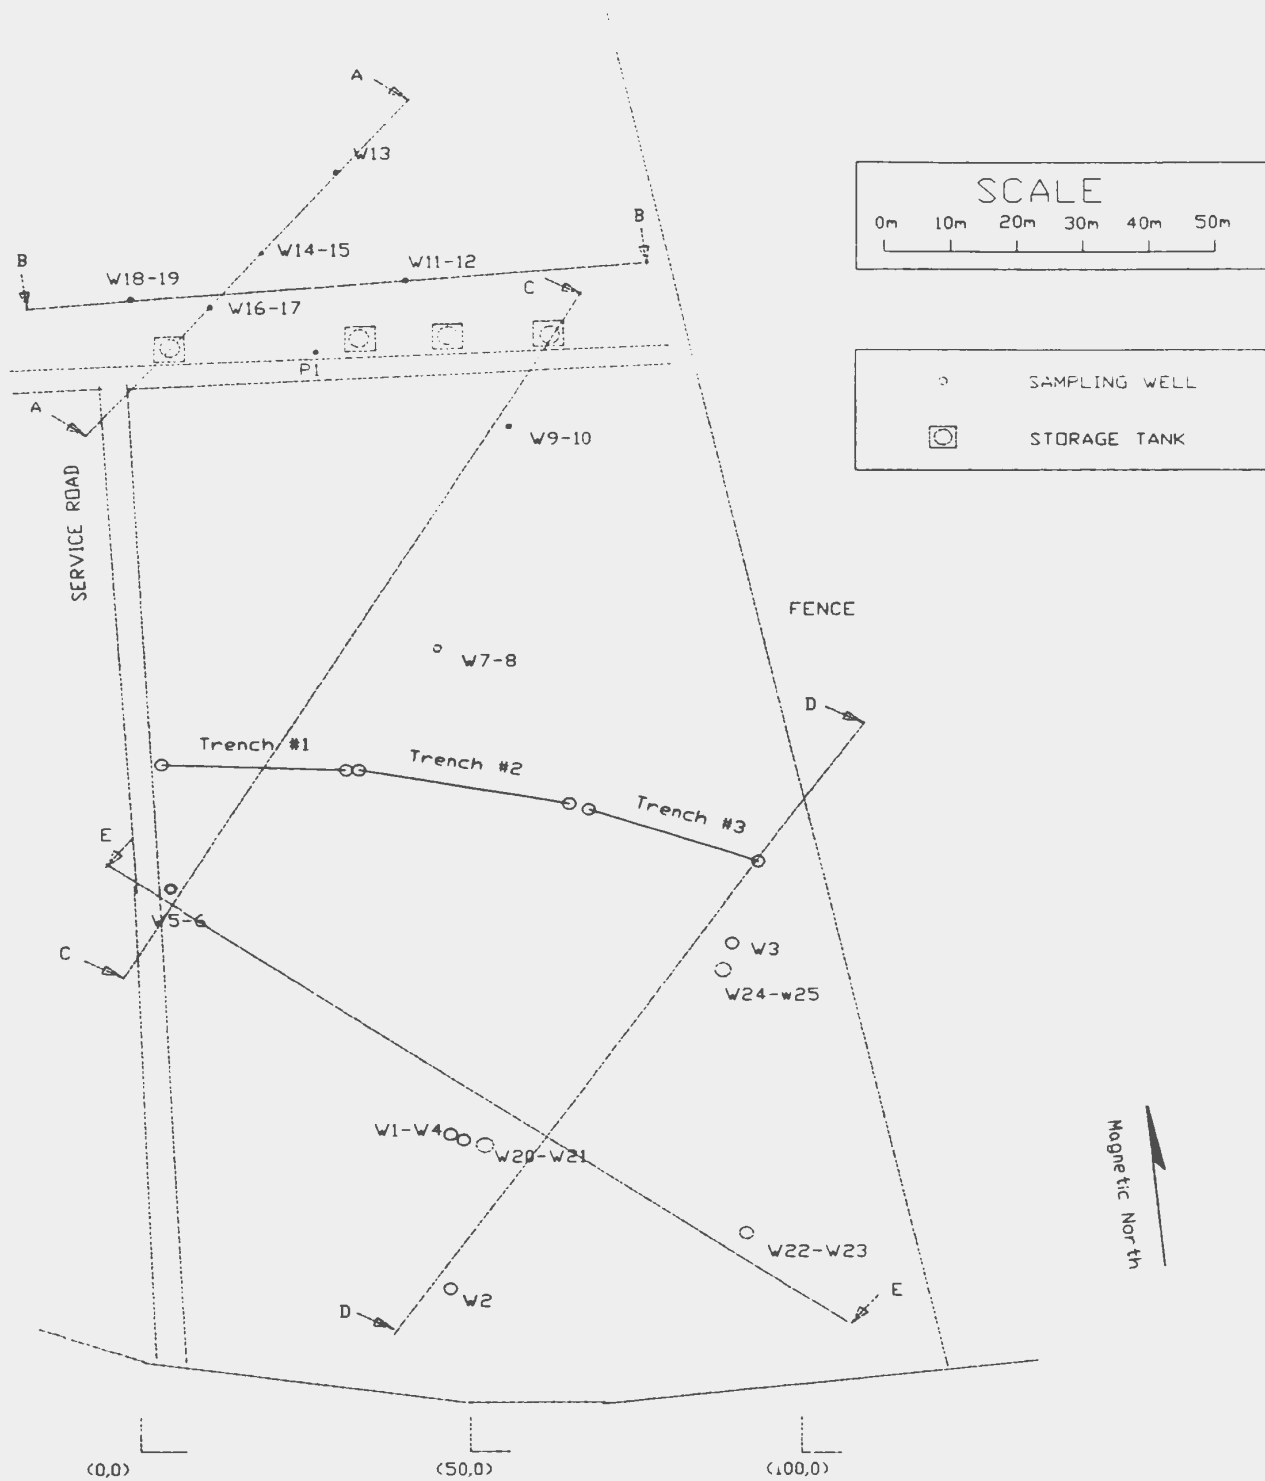 A
W13
SCALE
0m 10m 20m 30m 40m 50m
B
W14-15
B
W18-19
W11-12
C
W16-17
P1
SAMPLING WELL
A
W9-10
STORAGE TANK
SERVICE ROAD
FENCE
W7-8
D
Trench #1
Trench #2
Trench #3
E
W5-6
C
W3
W24-w25
W1-W4
W20-W21
Magnetic North
W22-W23
W2
D
E
(0,0) (50,0) (100,0)